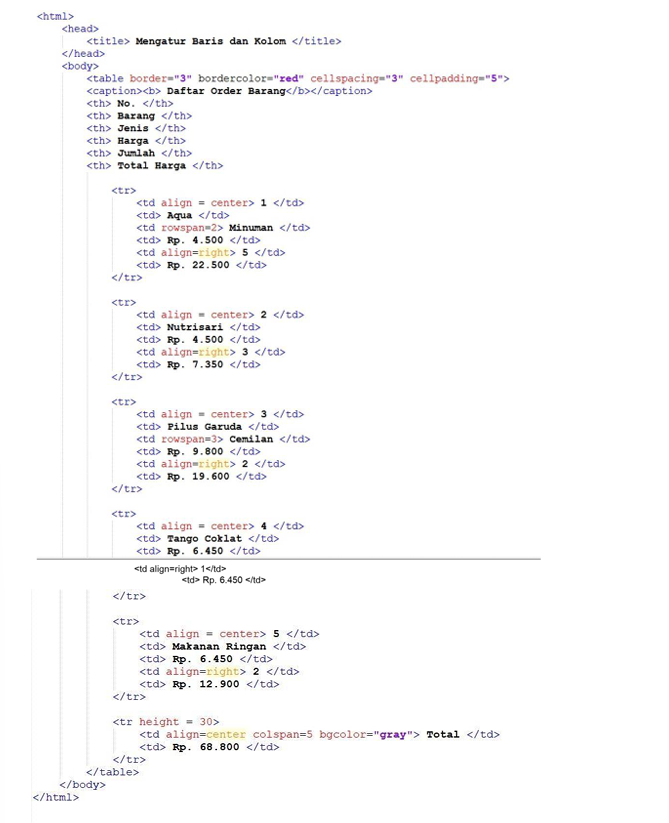 <html>
<head>
<title> Mengatur Baris dan Kolom </title>
</head>
<body>
<table border="3" bordercolor="red" cellspacing="3" cellpadding="5">
<caption><b> Daftar Order Barang</b></caption>
<th> No. </th>
<th> Barang </th>
<th> Jenis </th>
<th> Harga </th>
<th> Jumlah </th>
<th> Total Harga </th>
<tr>
<td align = center> 1 </td>
<td> Aqua </td>
<td rowspan=2> Minuman </td>
<td> Rp. 4.500 </td>
<td align=right> 5 </td>
<td> Rp. 22.500 </td>
</tr>
<tr>
<td align = center> 2 </td>
<td> Nutrisari </td>
<td> Rp. 4.500 </td>
<td align=right> 3 </td>
<td> Rp. 7.350 </td>
</tr>
<tr>
<td align = center> 3 </td>
<td> Pilus Garuda </td>
<td rowspan=3> Cemilan </td>
<td> Rp. 9.800 </td>
<td align=right> 2 </td>
<td> Rp. 19.600 </td>
</tr>
<tr>
<td align = center> 4 </td>
<td> Tango Coklat </td>
<td> Rp. 6.450 </td>
<td align=right> 1</td>
<td> Rp. 6.450 </td>
</tr>
<tr>
<td align = center> 5 </td>
<td> Makanan Ringan </td>
<td> Rp. 6.450 </td>
<td align=right> 2 </td>
<td> Rp. 12.900 </td>
</tr>
<tr height = 30>
<td align=center colspan=5 bgcolor="gray"> Total </td>
<td> Rp. 68.800 </td>
</tr>
</table>
</body>
</html>